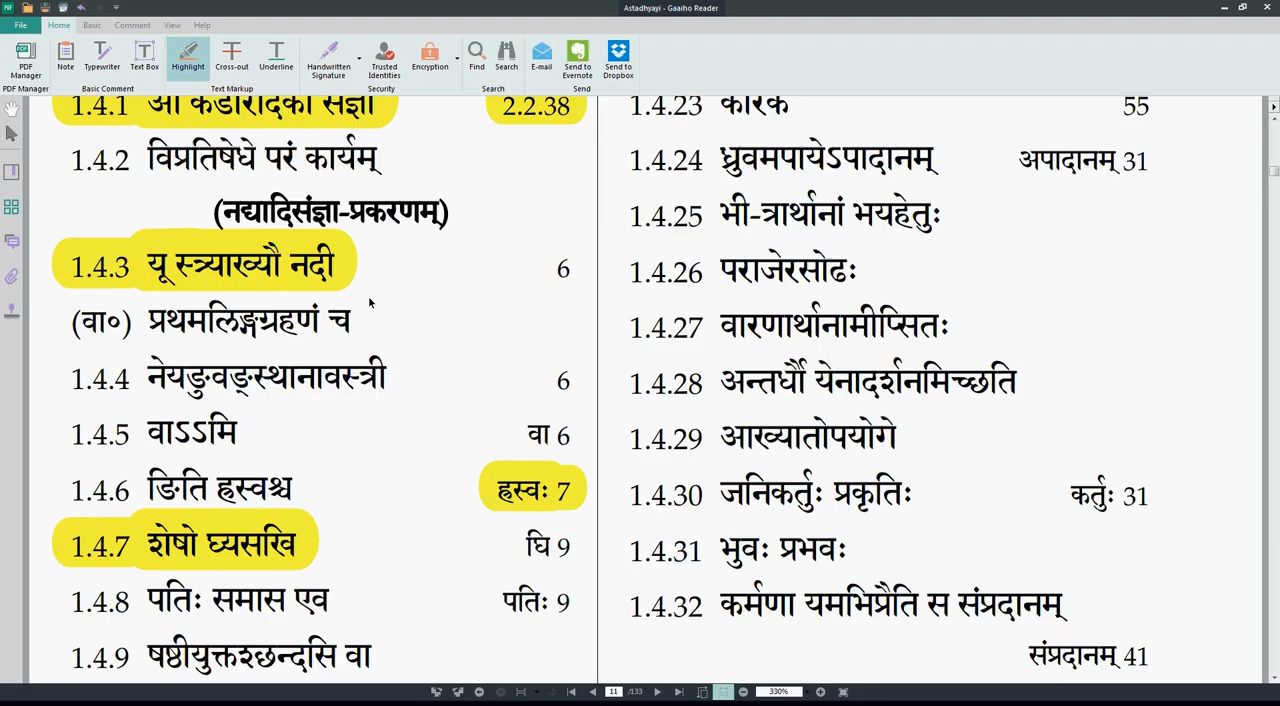 Astadhyayi - Gaaiho Reader
File Home Basic Comment View Help
PDF Manager Note Typewriter Text Box Highlight Cross-out Underline Handwritten Signature Trusted Identities Encryption Find Search E-mail Send to Evernote Send to Dropbox
PDF Manager Basic Comment Text Markup Security Find Send
1.4.1 आ कडारादेका संज्ञा 2.2.38
1.4.2 विप्रतिषेधे परं कार्यम्
(नद्यादिसंज्ञा-प्रकरणम्)
1.4.3 यू स्त्र्याख्यौ नदी 6
(वा०) प्रथमलिङ्गग्रहणं च
1.4.4 नेयङुवङ्स्थानावस्त्री 6
1.4.5 वाऽऽमि वा 6
1.4.6 ङिति ह्रस्वश्च ह्रस्वः 7
1.4.7 शेषो घ्यसखि घि 9
1.4.8 पतिः समास एव पतिः 9
1.4.9 षष्ठीयुक्तश्छन्दसि वा
1.4.23 कारके 55
1.4.24 ध्रुवमपायेऽपादानम् अपादानम् 31
1.4.25 भी-त्रार्थानां भयहेतुः
1.4.26 पराजेरसोढः
1.4.27 वारणार्थानामीप्सितः
1.4.28 अन्तर्धौ येनादर्शनमिच्छति
1.4.29 आख्यातोपयोगे
1.4.30 जनिकर्तुः प्रकृतिः कर्तुः 31
1.4.31 भुवः प्रभवः
1.4.32 कर्मणा यमभिप्रैति स संप्रदानम्
संप्रदानम् 41
11 /133 330%